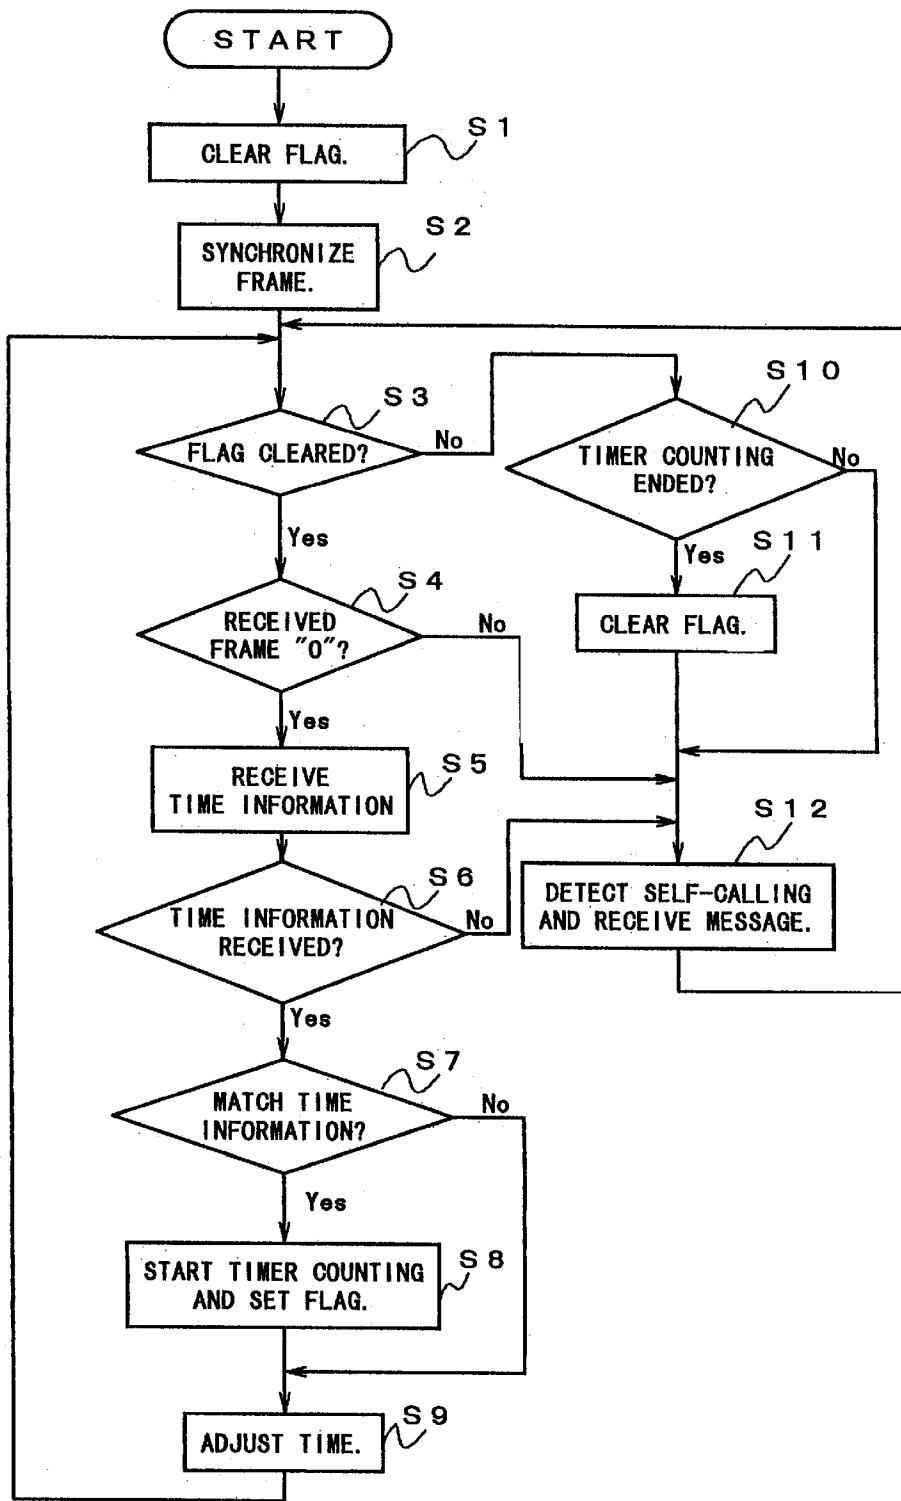 START
S1
CLEAR FLAG.
S2
SYNCHRONIZE
FRAME.
S3
FLAG CLEARED?
No
Yes
S10
TIMER COUNTING
ENDED?
No
Yes
S11
CLEAR FLAG.
S4
RECEIVED
FRAME "0"?
No
Yes
S5
RECEIVE
TIME INFORMATION
S6
TIME INFORMATION
RECEIVED?
No
Yes
S12
DETECT SELF-CALLING
AND RECEIVE MESSAGE.
S7
MATCH TIME
INFORMATION?
No
Yes
S8
START TIMER COUNTING
AND SET FLAG.
S9
ADJUST TIME.